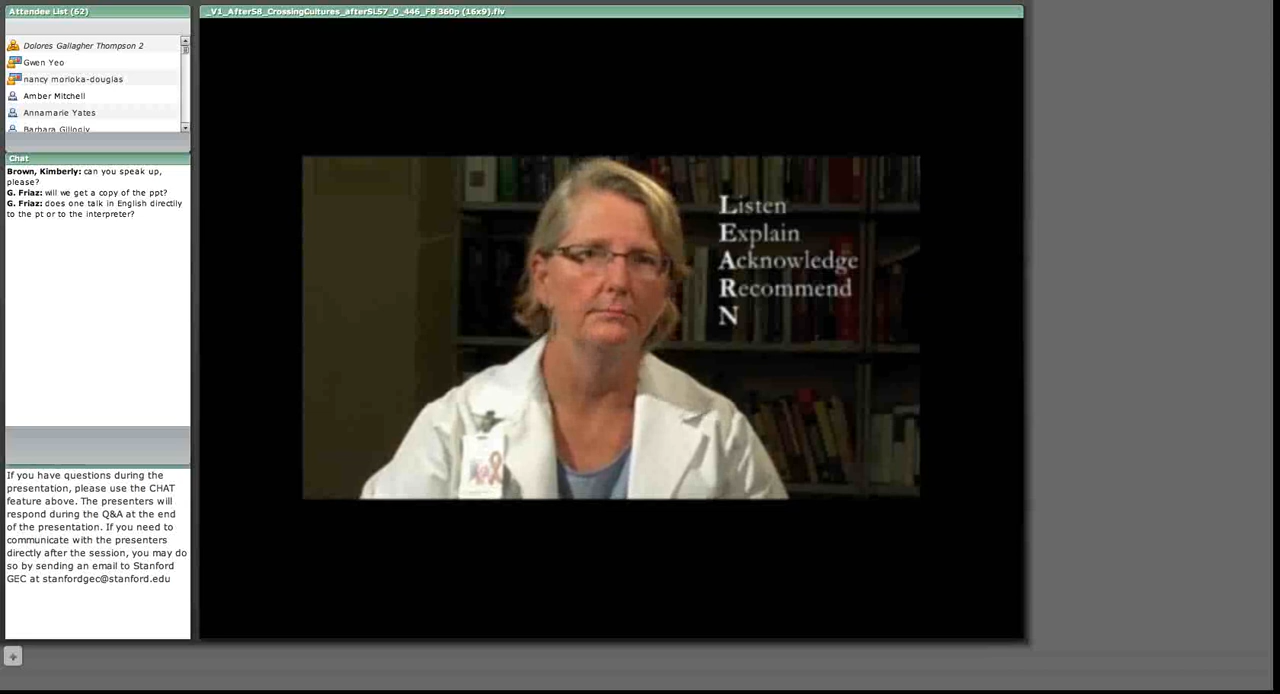 Attendee List (62)
Dolores Gallagher Thompson 2
Gwen Yeo
nancy morioka-douglas
Amber Mitchell
Annamarie Yates
Barbara Gillogly
Chat
Brown, Kimberly: can you speak up,
please?
G. Friaz: will we get a copy of the ppt?
G. Friaz: does one talk in English directlly
to the pt or to the interpreter?
If you have questions during the
presentation, please use the CHAT
feature above. The presenters will
respond during the Q&A at the end
of the presentation. If you need to
communicate with the presenters
directly after the session, you may do
so by sending an email to Stanford
GEC at stanfordgec@stanford.edu
_V1_After58_CrossingCultures_afterSL57_0_446_F8 360p (16x9).flv
Listen
Explain
Acknowledge
Recommend
N